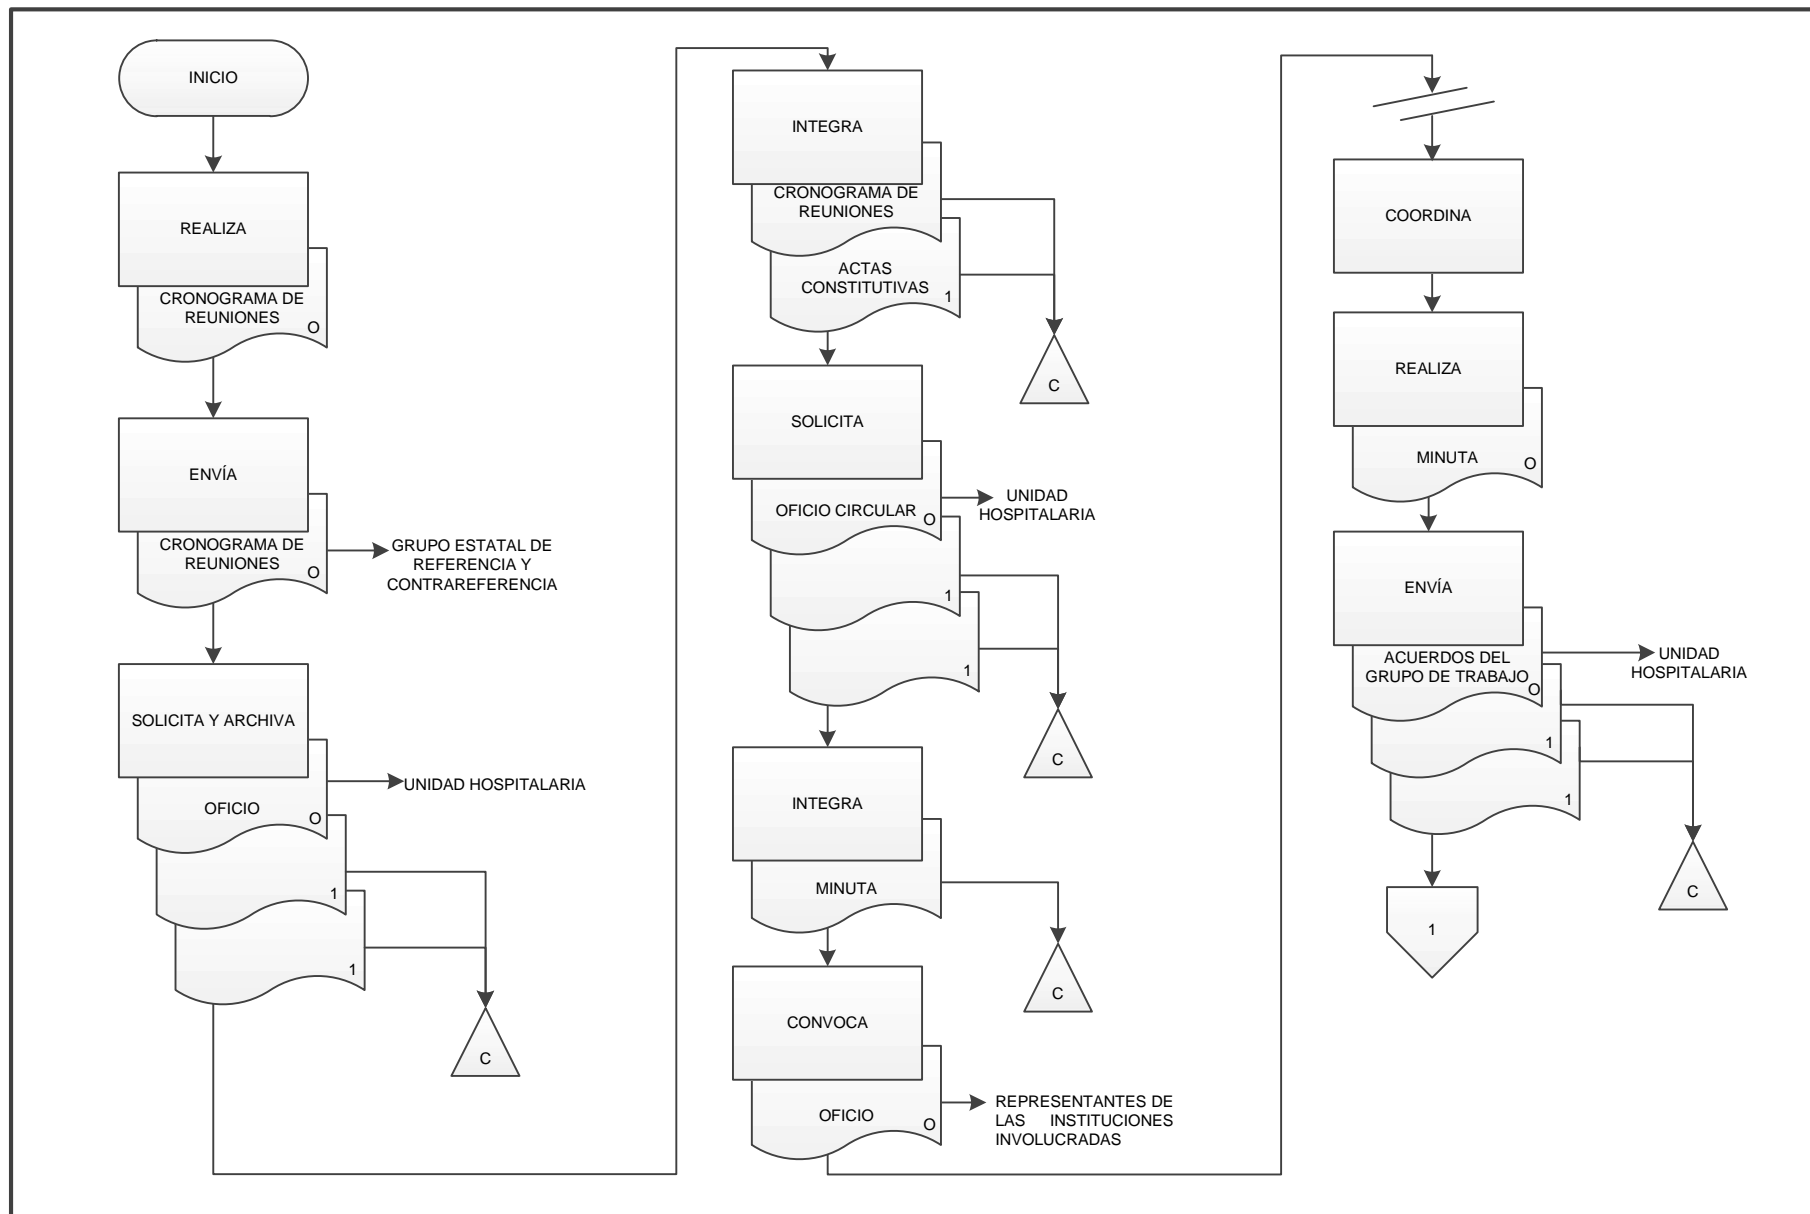 INICIO
REALIZA
CRONOGRAMA DE
REUNIONES
O
ENVÍA
CRONOGRAMA DE
REUNIONES
O
GRUPO ESTATAL DE
REFERENCIA Y
CONTRAREFERENCIA
SOLICITA Y ARCHIVA
OFICIO
O
UNIDAD HOSPITALARIA
1
1
C
INTEGRA
CRONOGRAMA DE
REUNIONES
ACTAS
CONSTITUTIVAS
1
C
SOLICITA
OFICIO CIRCULAR
O
UNIDAD
HOSPITALARIA
1
1
C
INTEGRA
MINUTA
C
CONVOCA
OFICIO
O
REPRESENTANTES DE
LAS INSTITUCIONES
INVOLUCRADAS
COORDINA
REALIZA
MINUTA
O
ENVÍA
ACUERDOS DEL
GRUPO DE TRABAJO
O
UNIDAD
HOSPITALARIA
1
1
C
1